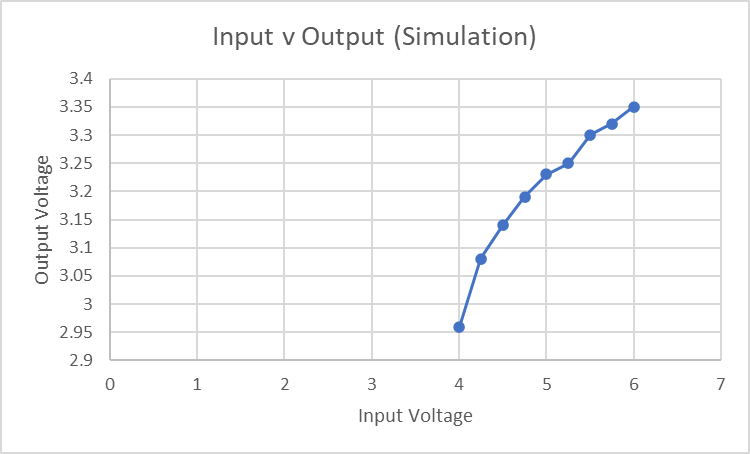 Input v Output (Simulation)
3.4
3.35
3.3
3.25
3.2
3.15
3.1
3.05
3
2.95
2.9
Output Voltage
0 1 2 3 4 5 6 7
Input Voltage